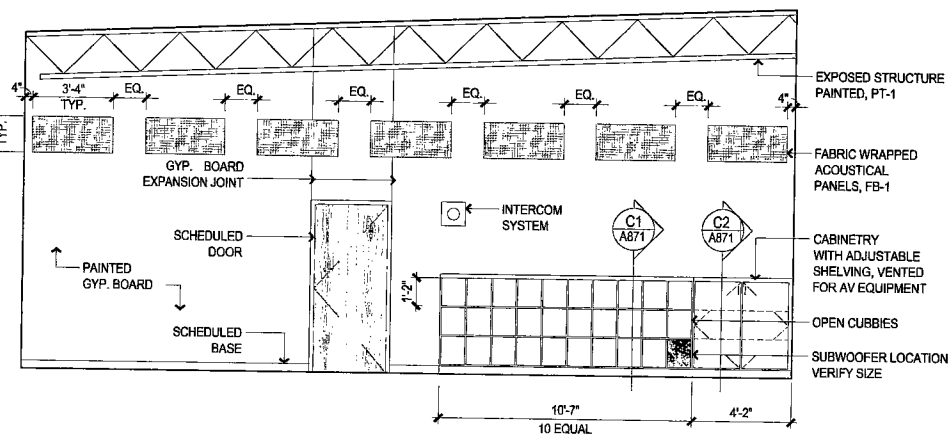 EXPOSED STRUCTURE
PAINTED, PT-1
4"
3'-4"
TYP.
EQ.
EQ.
EQ.
EQ.
EQ.
EQ.
4"
TYP.
FABRIC WRAPPED
ACOUSTICAL
PANELS, FB-1
GYP. BOARD
EXPANSION JOINT
INTERCOM
SYSTEM
C1
A871
C2
A871
SCHEDULED
DOOR
CABINETRY
WITH ADJUSTABLE
SHELVING, VENTED
FOR AV EQUIPMENT
PAINTED
GYP. BOARD
1'-2"
OPEN CUBBIES
SCHEDULED
BASE
SUBWOOFER LOCATION
VERIFY SIZE
10'-7"
10 EQUAL
4'-2"